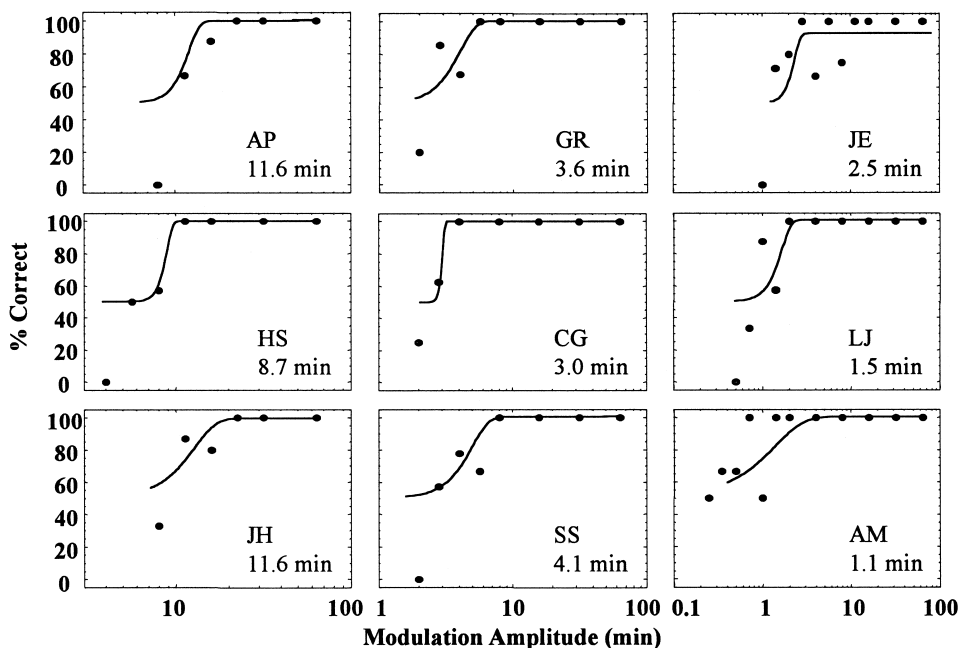 100
80
60
40
20
0
AP
11.6 min
GR
3.6 min
JE
2.5 min
% Correct
100
80
60
40
20
0
HS
8.7 min
CG
3.0 min
LJ
1.5 min
100
80
60
40
20
0
JH
11.6 min
SS
4.1 min
AM
1.1 min
10 100 1 10 100 0.1 1 10 100
Modulation Amplitude (min)